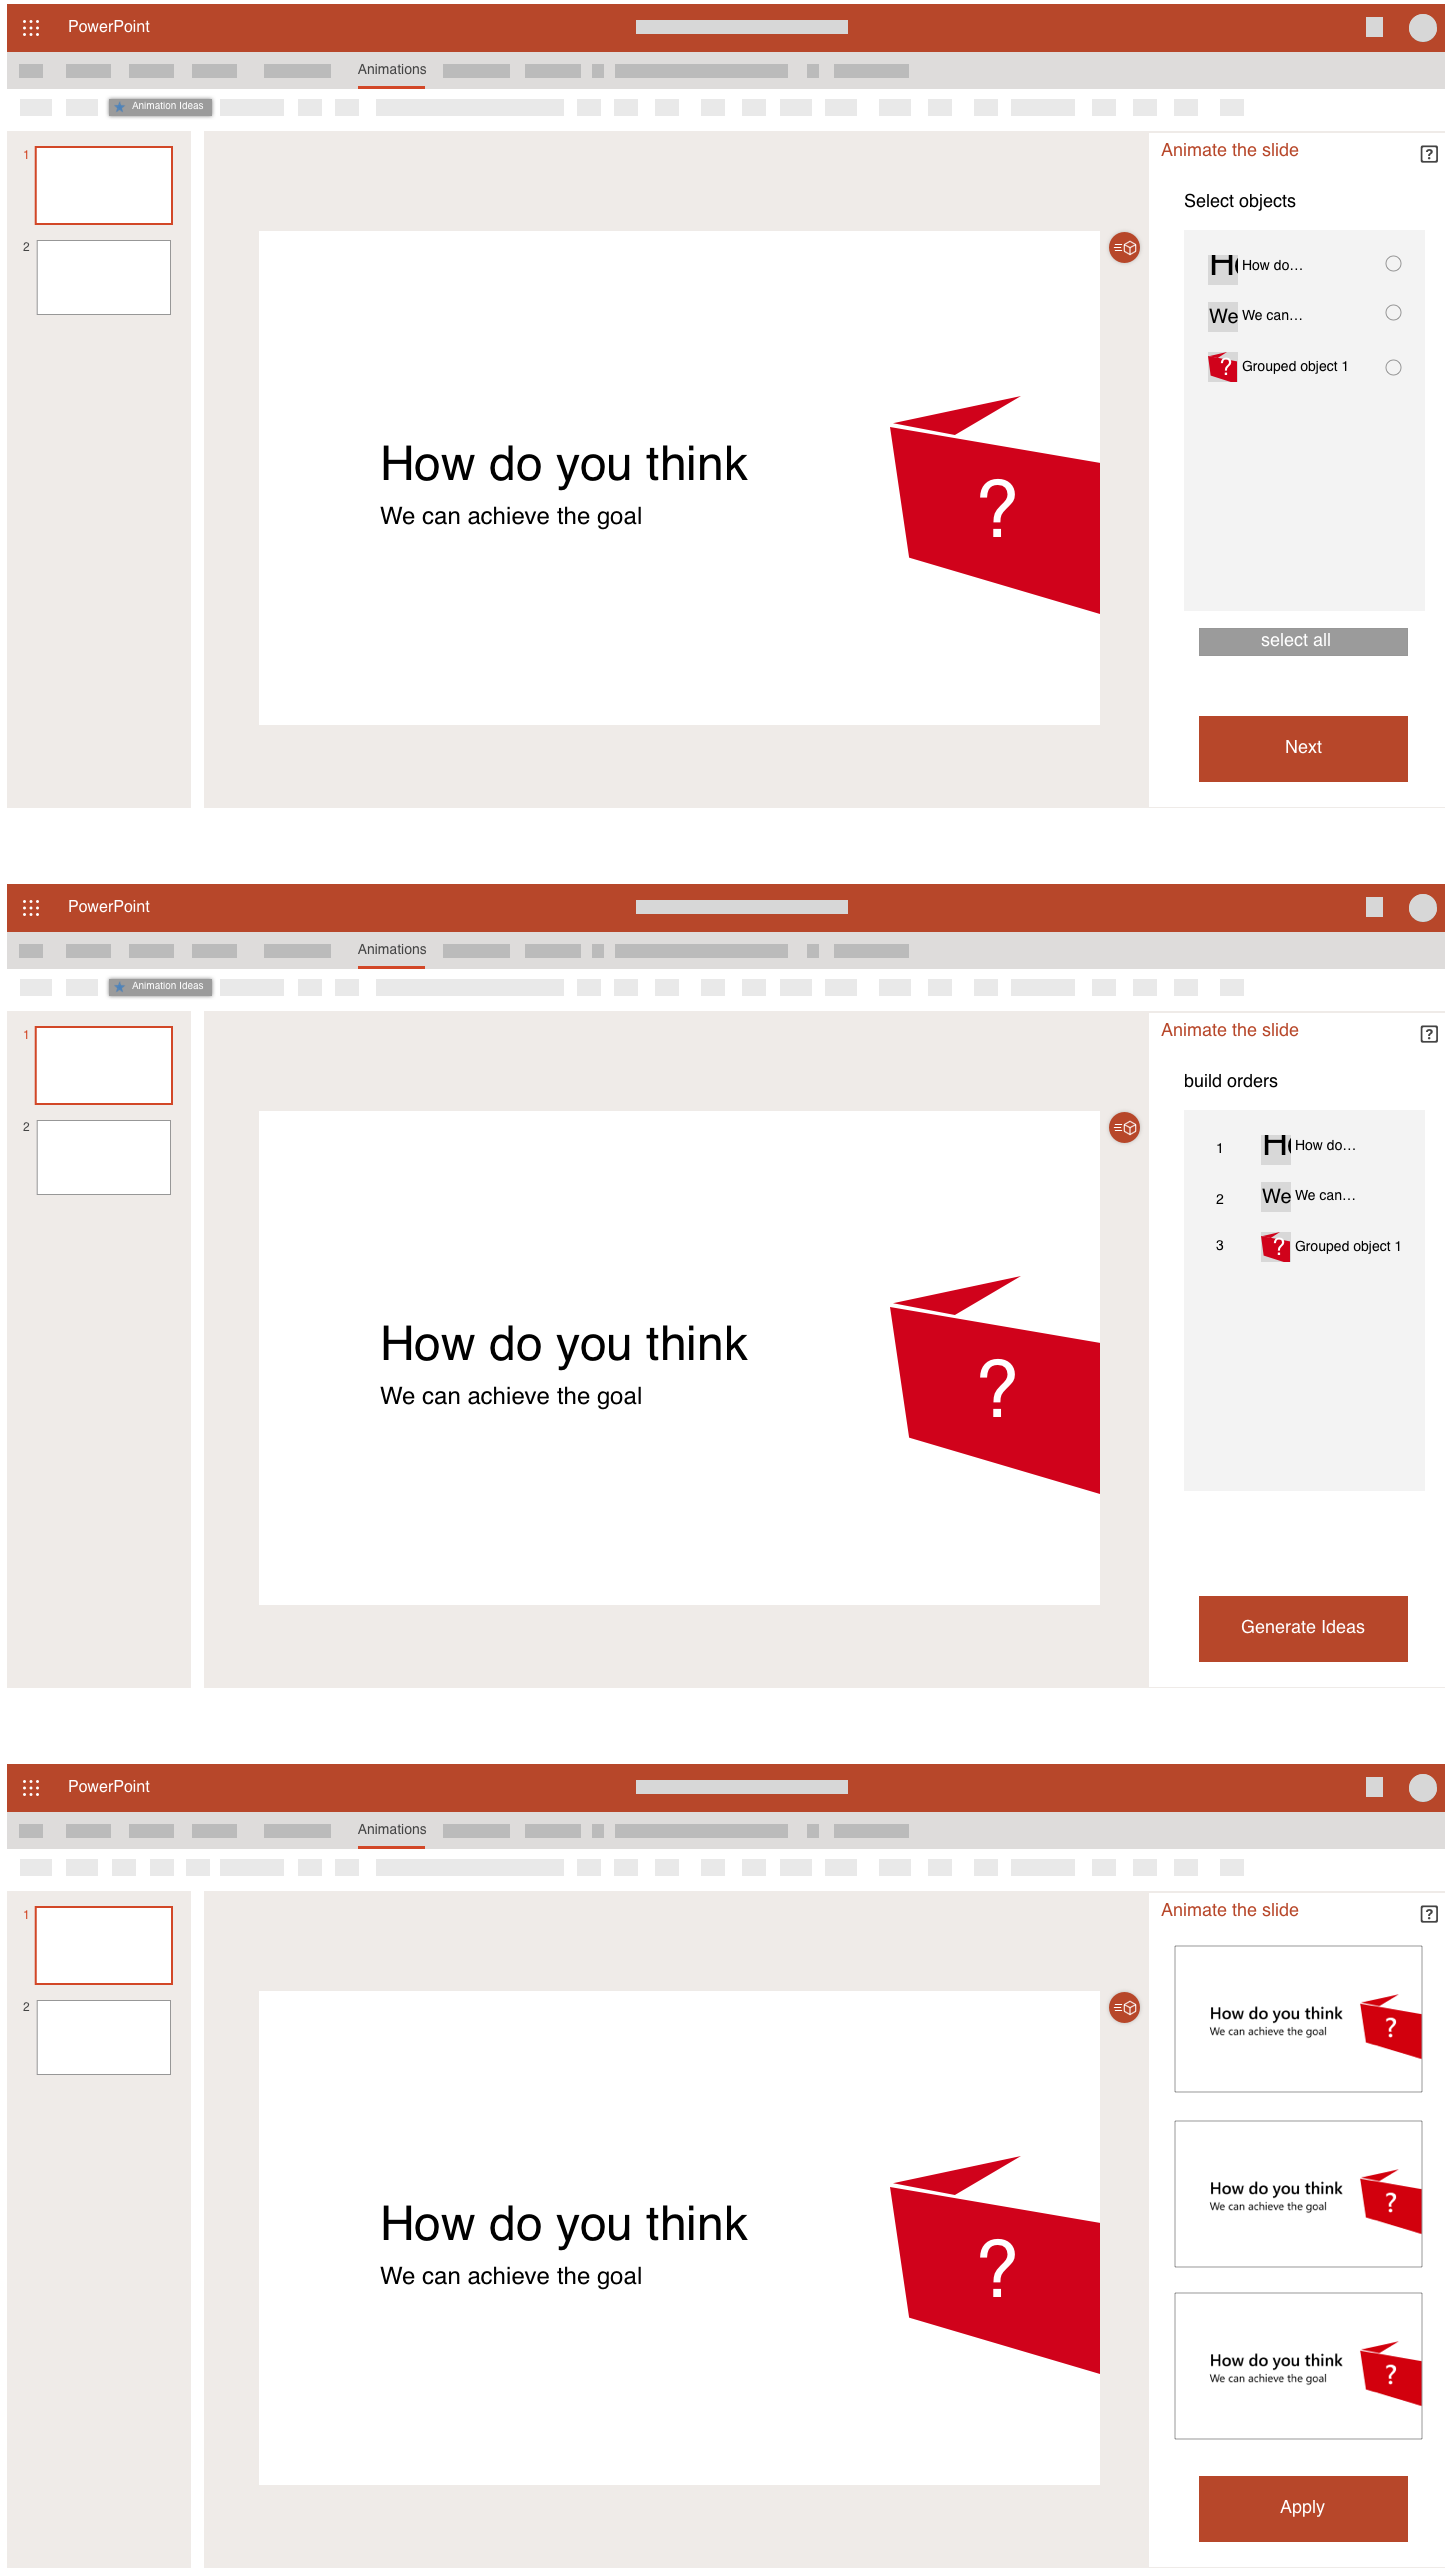 PowerPoint
Animations
Animation Ideas
1
2
How do you think
We can achieve the goal
?
Animate the slide
?
Select objects
Ho How do...
We We can...
? Grouped object 1
select all
Next
PowerPoint
Animations
Animation Ideas
1
2
How do you think
We can achieve the goal
?
Animate the slide
?
build orders
1 Ho How do...
2 We We can...
3 ? Grouped object 1
Generate Ideas
PowerPoint
Animations
1
2
How do you think
We can achieve the goal
?
Animate the slide
?
How do you think
We can achieve the goal
?
How do you think
We can achieve the goal
?
How do you think
We can achieve the goal
?
Apply